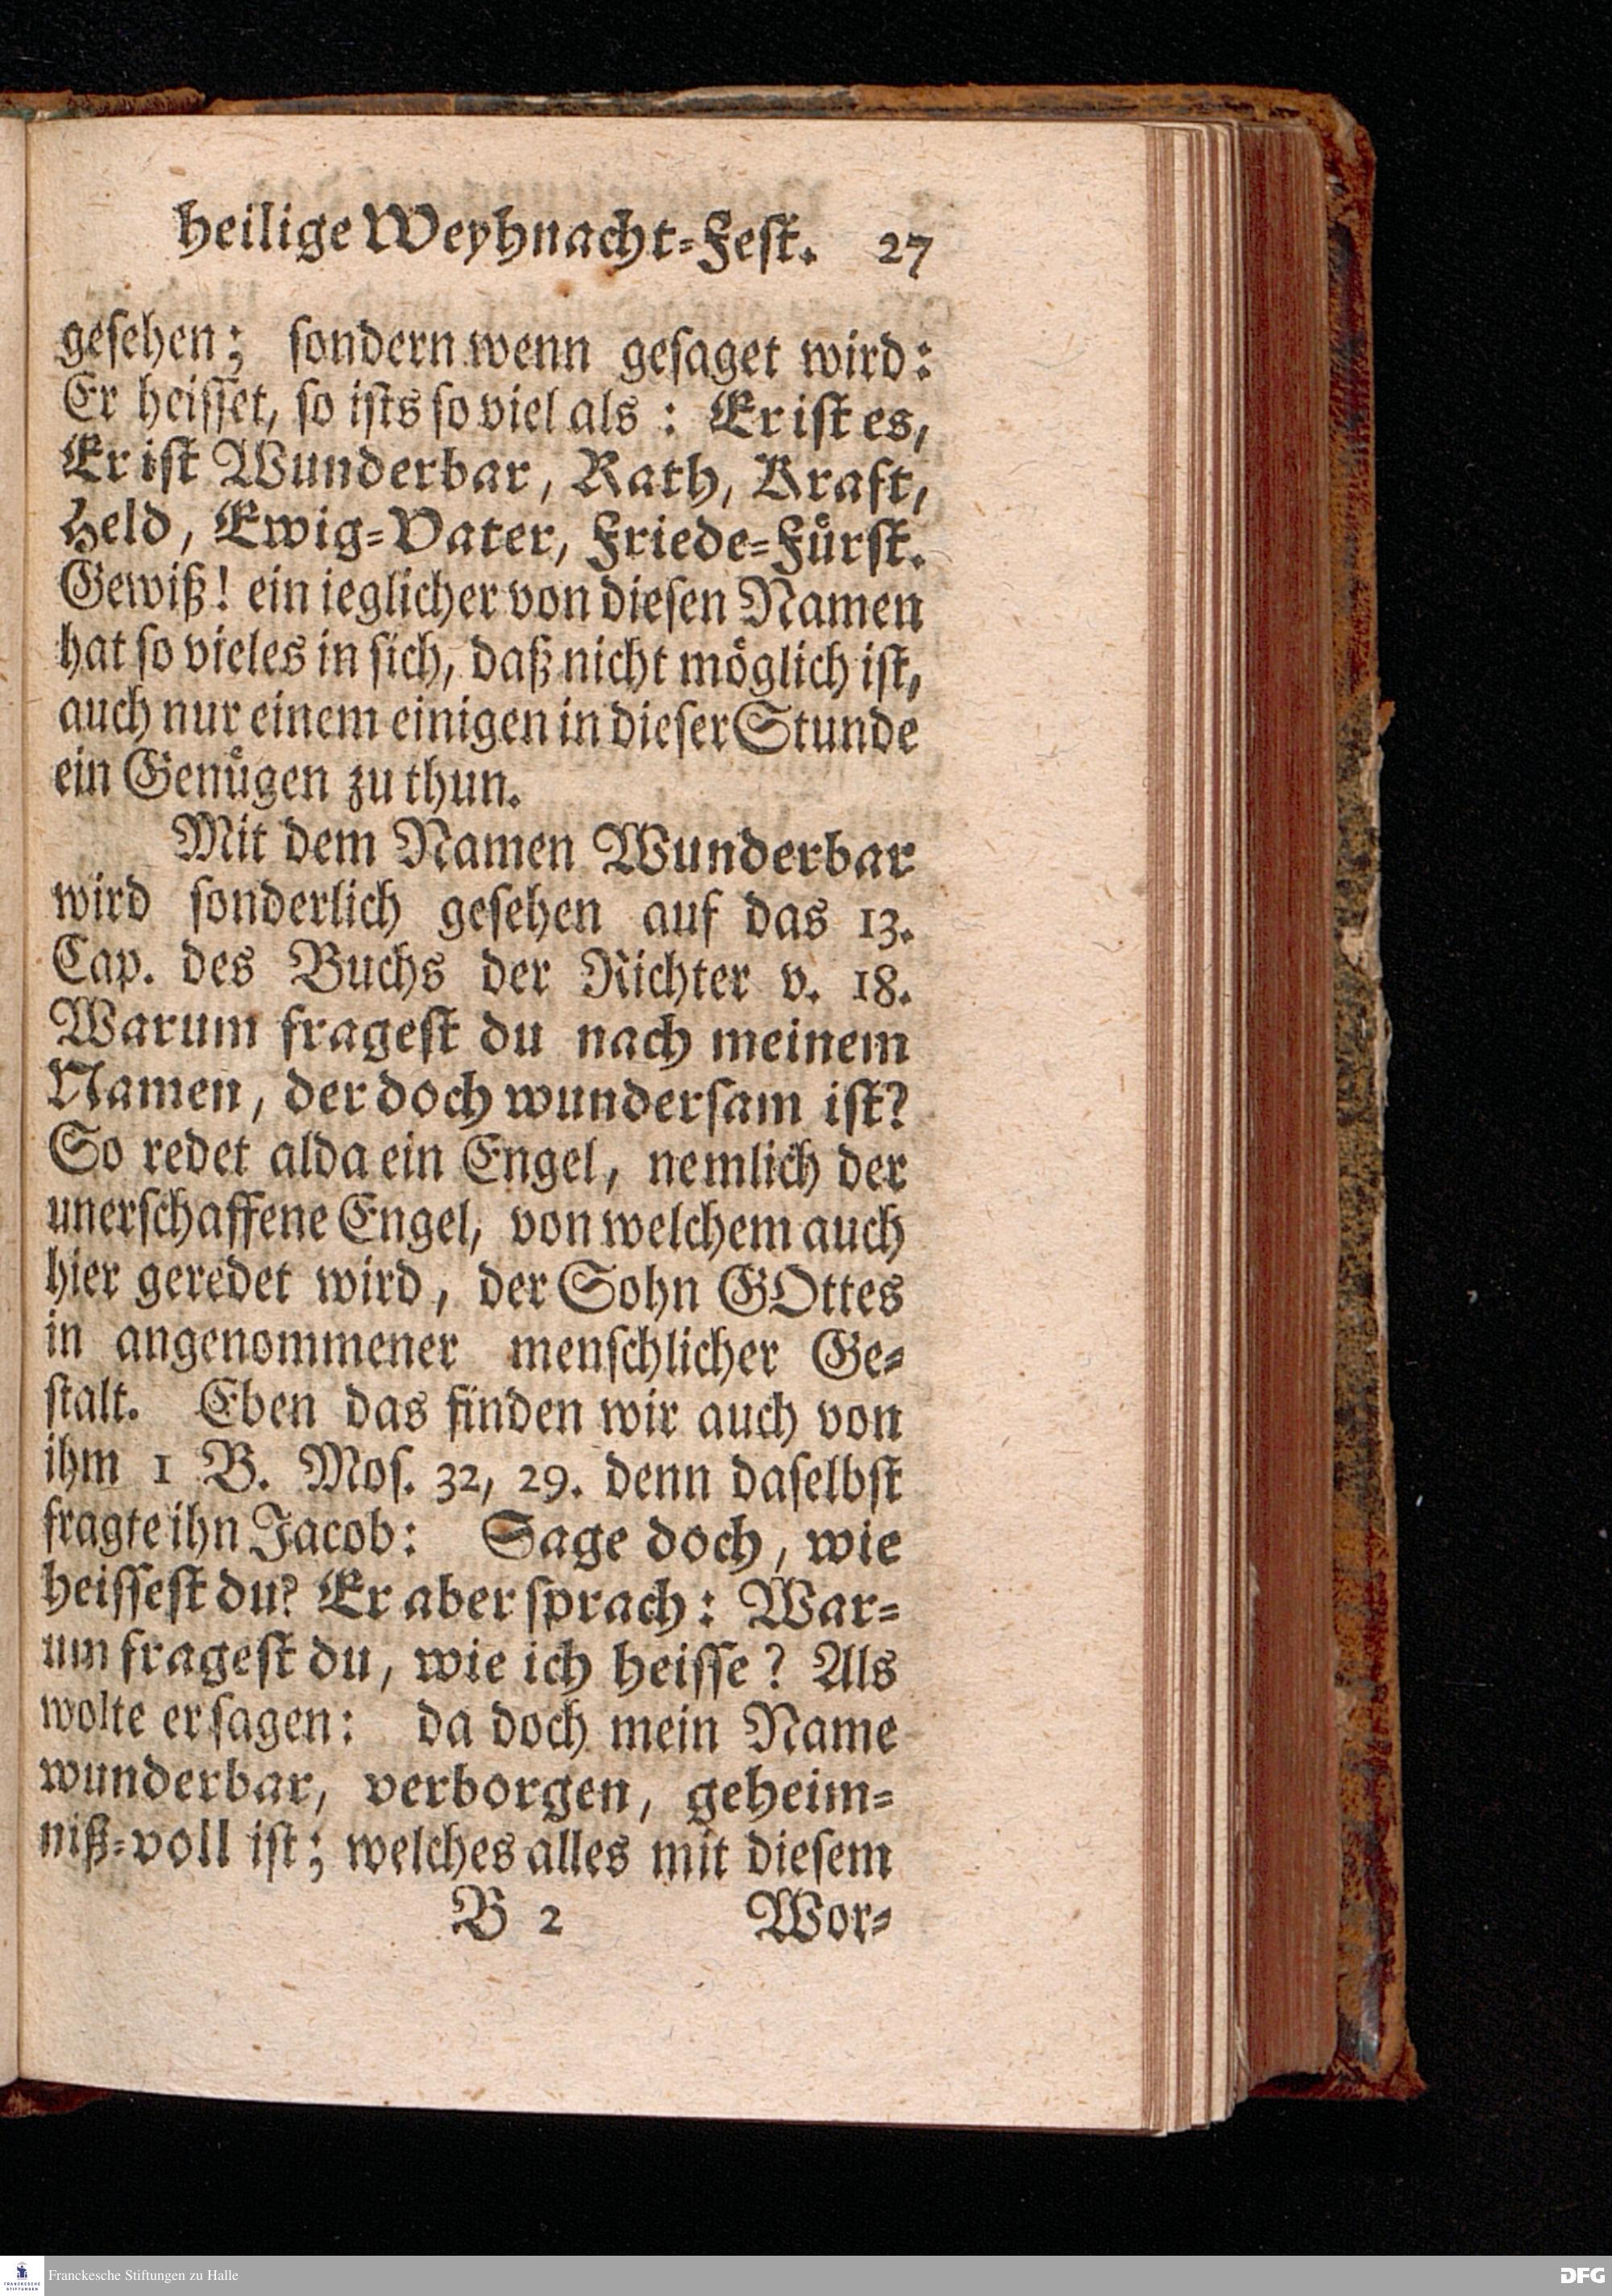 heilige Weyhnacht-Fest. 27
geſehen; ſondern wenn geſaget wird:
Er heiſſet, ſo iſts ſo viel als : Er iſt es,
Er iſt Wunderbar, Rath, Kraft,
Held, Ewig-Vater, Friede-Fuͤrſt.
Gewiß! ein ieglicher von dieſen Namen
hat ſo vieles in ſich, daß nicht moͤglich iſt,
auch nur einem einigen in dieſer Stunde
ein Genuͤgen zu thun.
Mit dem Namen Wunderbar
wird ſonderlich geſehen auf das 13.
Cap. des Buchs der Richter v. 18.
Warum frageſt du nach meinem
Namen, der doch wunderſam iſt?
So redet alda ein Engel, nemlich der
unerſchaffene Engel, von welchem auch
hier geredet wird, der Sohn GOttes
in angenommener menſchlicher Ge-
ſtalt. Eben das finden wir auch von
ihm 1 B. Moſ. 32, 29. denn daſelbſt
fragte ihn Jacob: Sage doch, wie
heiſſeſt du? Er aber ſprach: War-
um frageſt du, wie ich heiſſe? Als
wolte er ſagen: da doch mein Name
wunderbar, verborgen, geheim-
niß-voll iſt; welches alles mit dieſem
B 2 Wor-
FRANCKESCHE STIFTUNGEN
Franckesche Stiftungen zu Halle
DFG